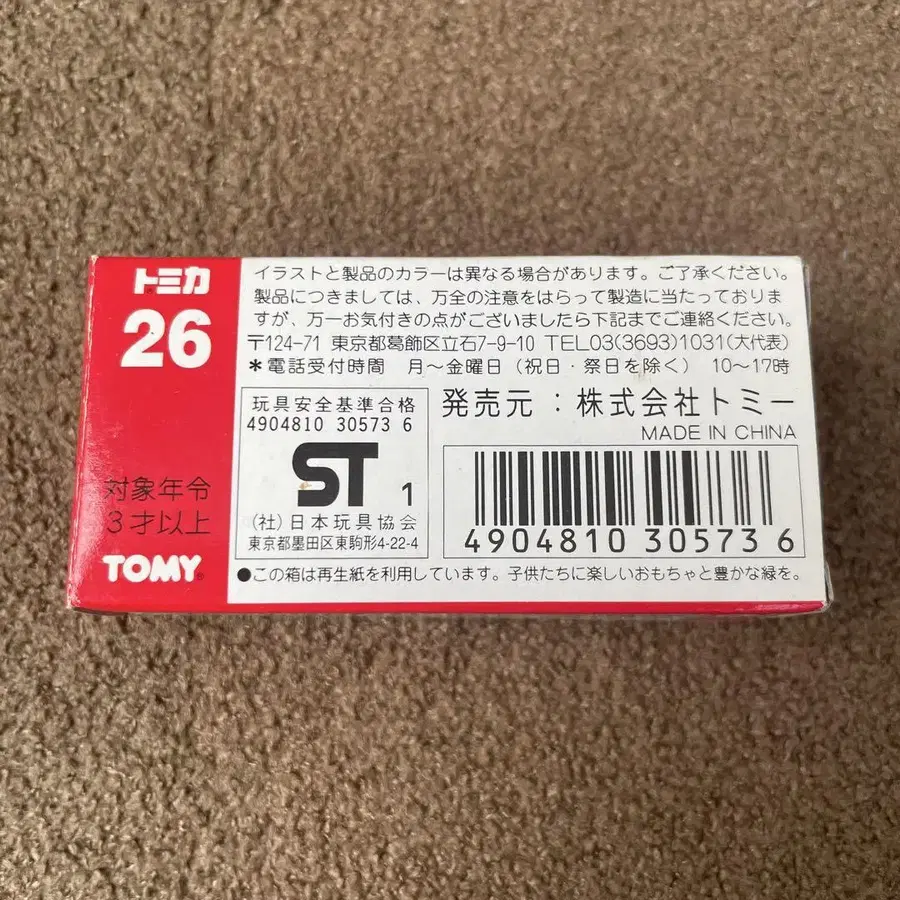 トミカ
26
対象年令
3才以上
TOMY
イラストと製品のカラーは異なる場合があります。ご了承ください。
製品につきましては、万全の注意をはらって製造に当たっておりま
すが、万一お気付きの点がございましたら下記までご連絡ください。
〒124-71 東京都葛飾区立石7-9-10 TEL03(3693)1031(大代表)
*電話受付時間 月~金曜日(祝日・祭日を除く) 10~17時
玩具安全基準合格
4904810 30573 6
ST 1
(社)日本玩具協会
東京都墨田区東駒形4-22-4
発売元:株式会社トミー
MADE IN CHINA
4904810 305736
●この箱は再生紙を利用しています。子供たちに楽しいおもちゃと豊かな緑を。